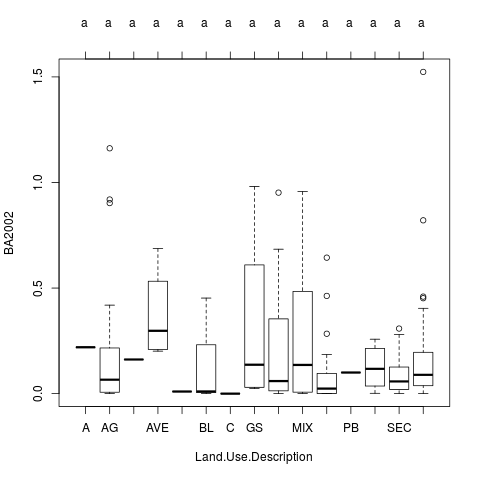 a a a a a a a a a a a a a a a
BA2002
1.5
1.0
0.5
0.0
A AG AVE BL C GS MIX PB SEC
Land.Use.Description